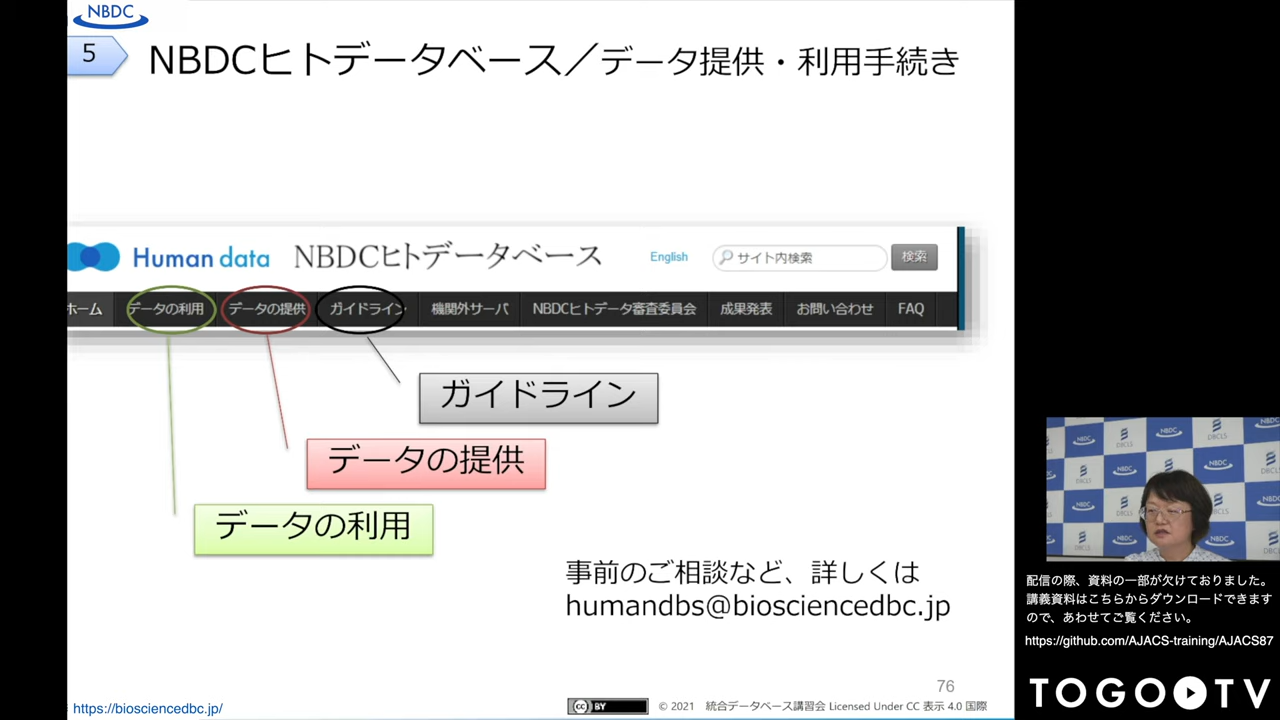 NBDC
5
NBDCヒトデータベース／データ提供・利用手続き
Human data NBDCヒトデータベース English サイト内検索 検索
ホーム データの利用 データの提供 ガイドライン 機関外サーバ NBDCヒトデータ審査委員会 成果発表 お問い合わせ FAQ
ガイドライン
データの提供
データの利用
事前のご相談など、詳しくは
humandbs@biosciencedbc.jp
76
https://biosciencedbc.jp/
CC BY © 2021 統合データベース講習会 Licensed Under CC 表示 4.0 国際
NBDC
DBCLS
配信の際、資料の一部が欠けておりました。
講義資料はこちらからダウンロードできます
ので、あわせてご覧ください。
https://github.com/AJACS-training/AJACS87
TOGO TV